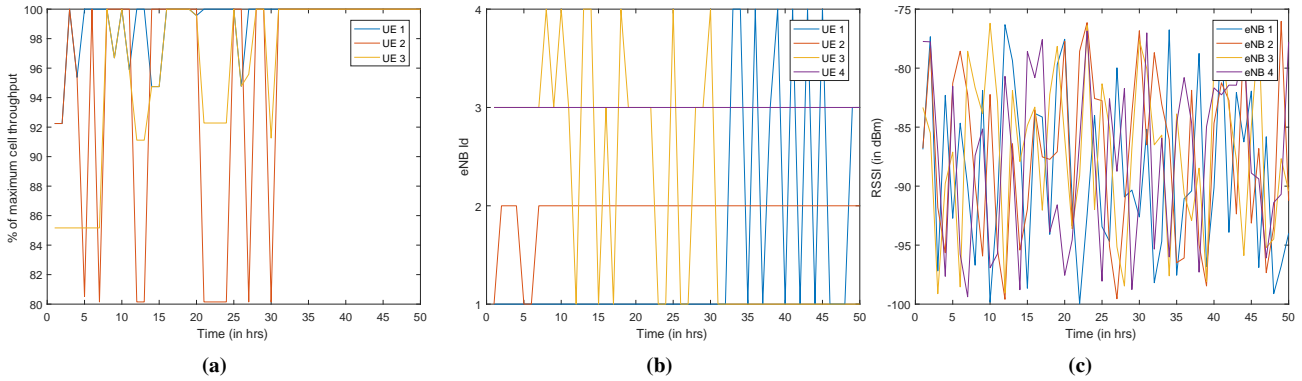 100
98
96
94
92
90
88
86
84
82
80
0 5 10 15 20 25 30 35 40 45 50
% of maximum cell throughput
Time (in hrs)
UE 1
UE 2
UE 3
(a)
4
3
2
1
0 5 10 15 20 25 30 35 40 45 50
eNB Id
Time (in hrs)
UE 1
UE 2
UE 3
UE 4
(b)
-75
-80
-85
-90
-95
-100
0 5 10 15 20 25 30 35 40 45 50
RSSI (in dBm)
Time (in hrs)
eNB 1
eNB 2
eNB 3
eNB 4
(c)